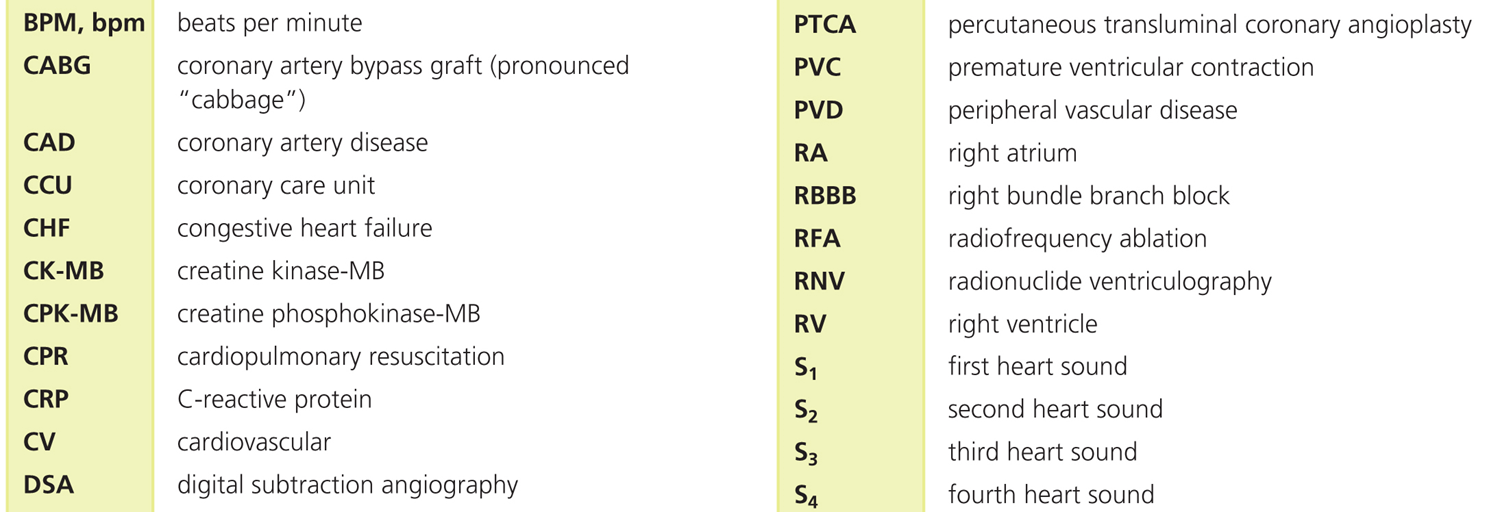 BPM, bpm beats per minute
CABG coronary artery bypass graft (pronounced
“cabbage”)
CAD coronary artery disease
CCU coronary care unit
CHF congestive heart failure
CK-MB creatine kinase-MB
CPK-MB creatine phosphokinase-MB
CPR cardiopulmonary resuscitation
CRP C-reactive protein
CV cardiovascular
DSA digital subtraction angiography
PTCA percutaneous transluminal coronary angioplasty
PVC premature ventricular contraction
PVD peripheral vascular disease
RA right atrium
RBBB right bundle branch block
RFA radiofrequency ablation
RNV radionuclide ventriculography
RV right ventricle
S₁ first heart sound
S₂ second heart sound
S₃ third heart sound
S₄ fourth heart sound